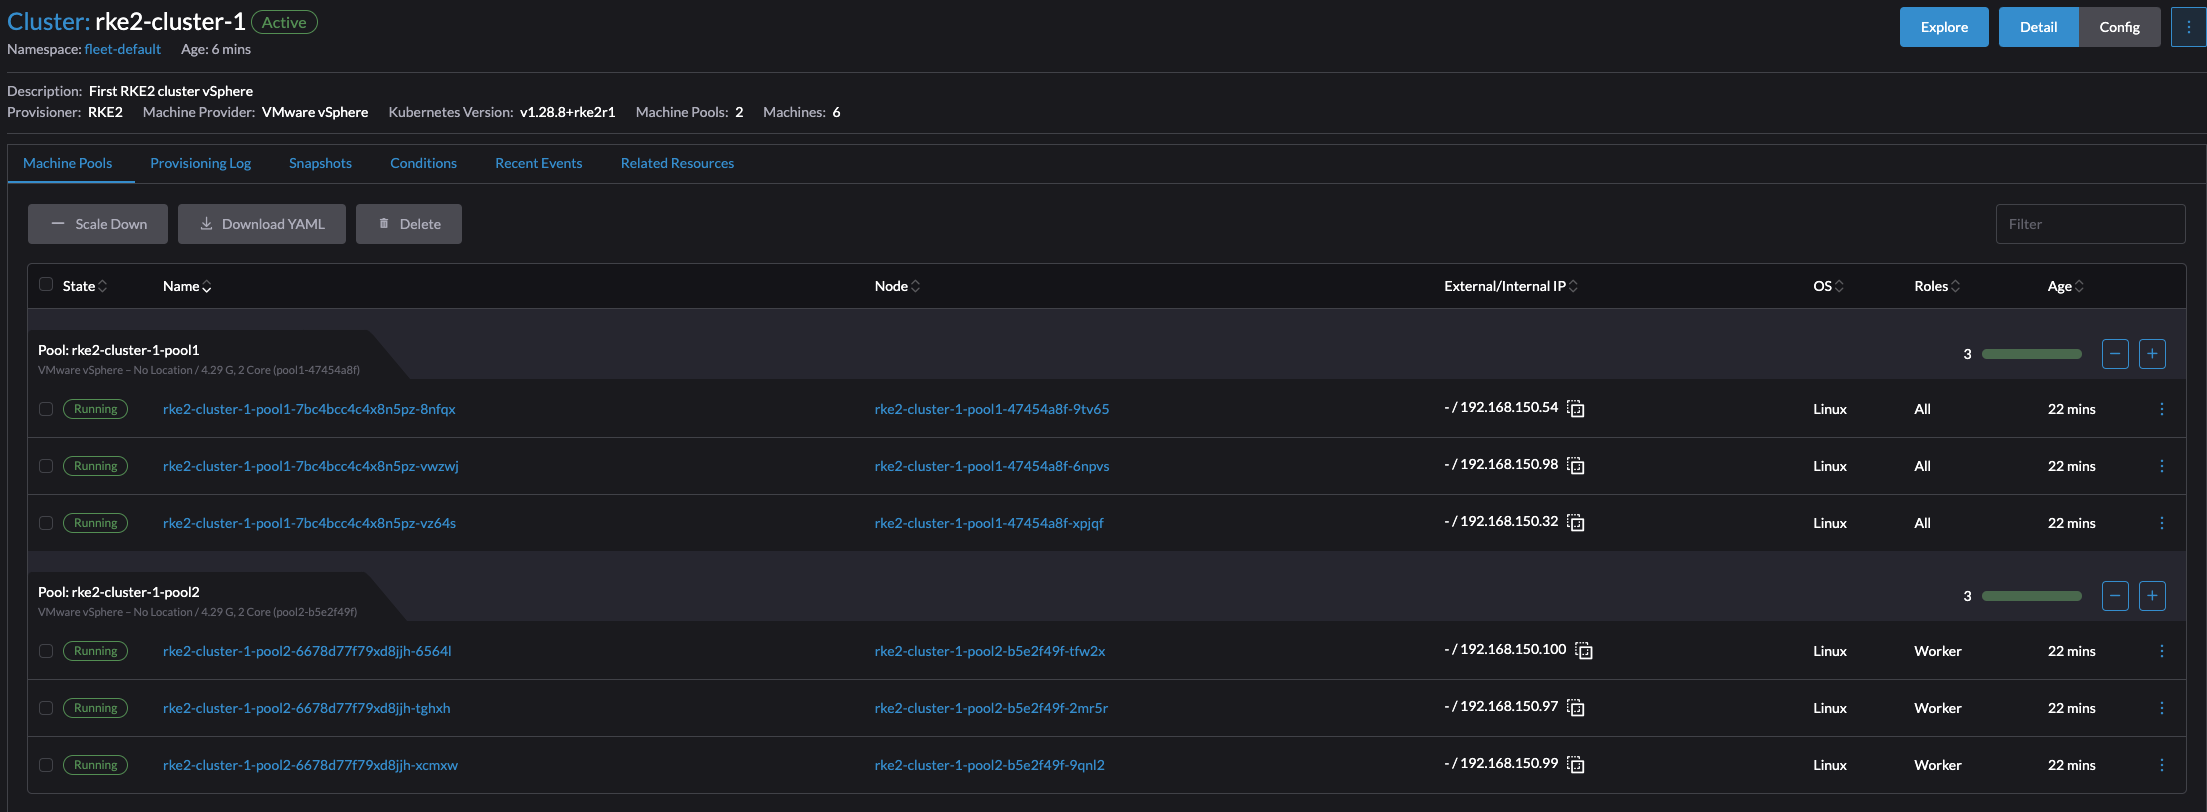 Cluster: rke2-cluster-1 Active
Explore Detail Config
Namespace: fleet-default Age: 6 mins
Description: First RKE2 cluster vSphere
Provisioner: RKE2 Machine Provider: VMware vSphere Kubernetes Version: v1.28.8+rke2r1 Machine Pools: 2 Machines: 6
Machine Pools Provisioning Log Snapshots Conditions Recent Events Related Resources
Scale Down Download YAML Delete Filter
State Name Node External/Internal IP OS Roles Age
Pool: rke2-cluster-1-pool1 3
VMware vSphere – No Location / 4.29 G, 2 Core (pool1-47454a8f)
Running rke2-cluster-1-pool1-7bc4bcc4c4x8n5pz-8nfqx rke2-cluster-1-pool1-47454a8f-9tv65 - / 192.168.150.54 Linux All 22 mins
Running rke2-cluster-1-pool1-7bc4bcc4c4x8n5pz-vwzwj rke2-cluster-1-pool1-47454a8f-6npvs - / 192.168.150.98 Linux All 22 mins
Running rke2-cluster-1-pool1-7bc4bcc4c4x8n5pz-vz64s rke2-cluster-1-pool1-47454a8f-xpjqf - / 192.168.150.32 Linux All 22 mins
Pool: rke2-cluster-1-pool2 3
VMware vSphere – No Location / 4.29 G, 2 Core (pool2-b5e2f49f)
Running rke2-cluster-1-pool2-6678d77f79xd8jjh-6564l rke2-cluster-1-pool2-b5e2f49f-tfw2x - / 192.168.150.100 Linux Worker 22 mins
Running rke2-cluster-1-pool2-6678d77f79xd8jjh-tghxh rke2-cluster-1-pool2-b5e2f49f-2mr5r - / 192.168.150.97 Linux Worker 22 mins
Running rke2-cluster-1-pool2-6678d77f79xd8jjh-xcmxw rke2-cluster-1-pool2-b5e2f49f-9qnl2 - / 192.168.150.99 Linux Worker 22 mins